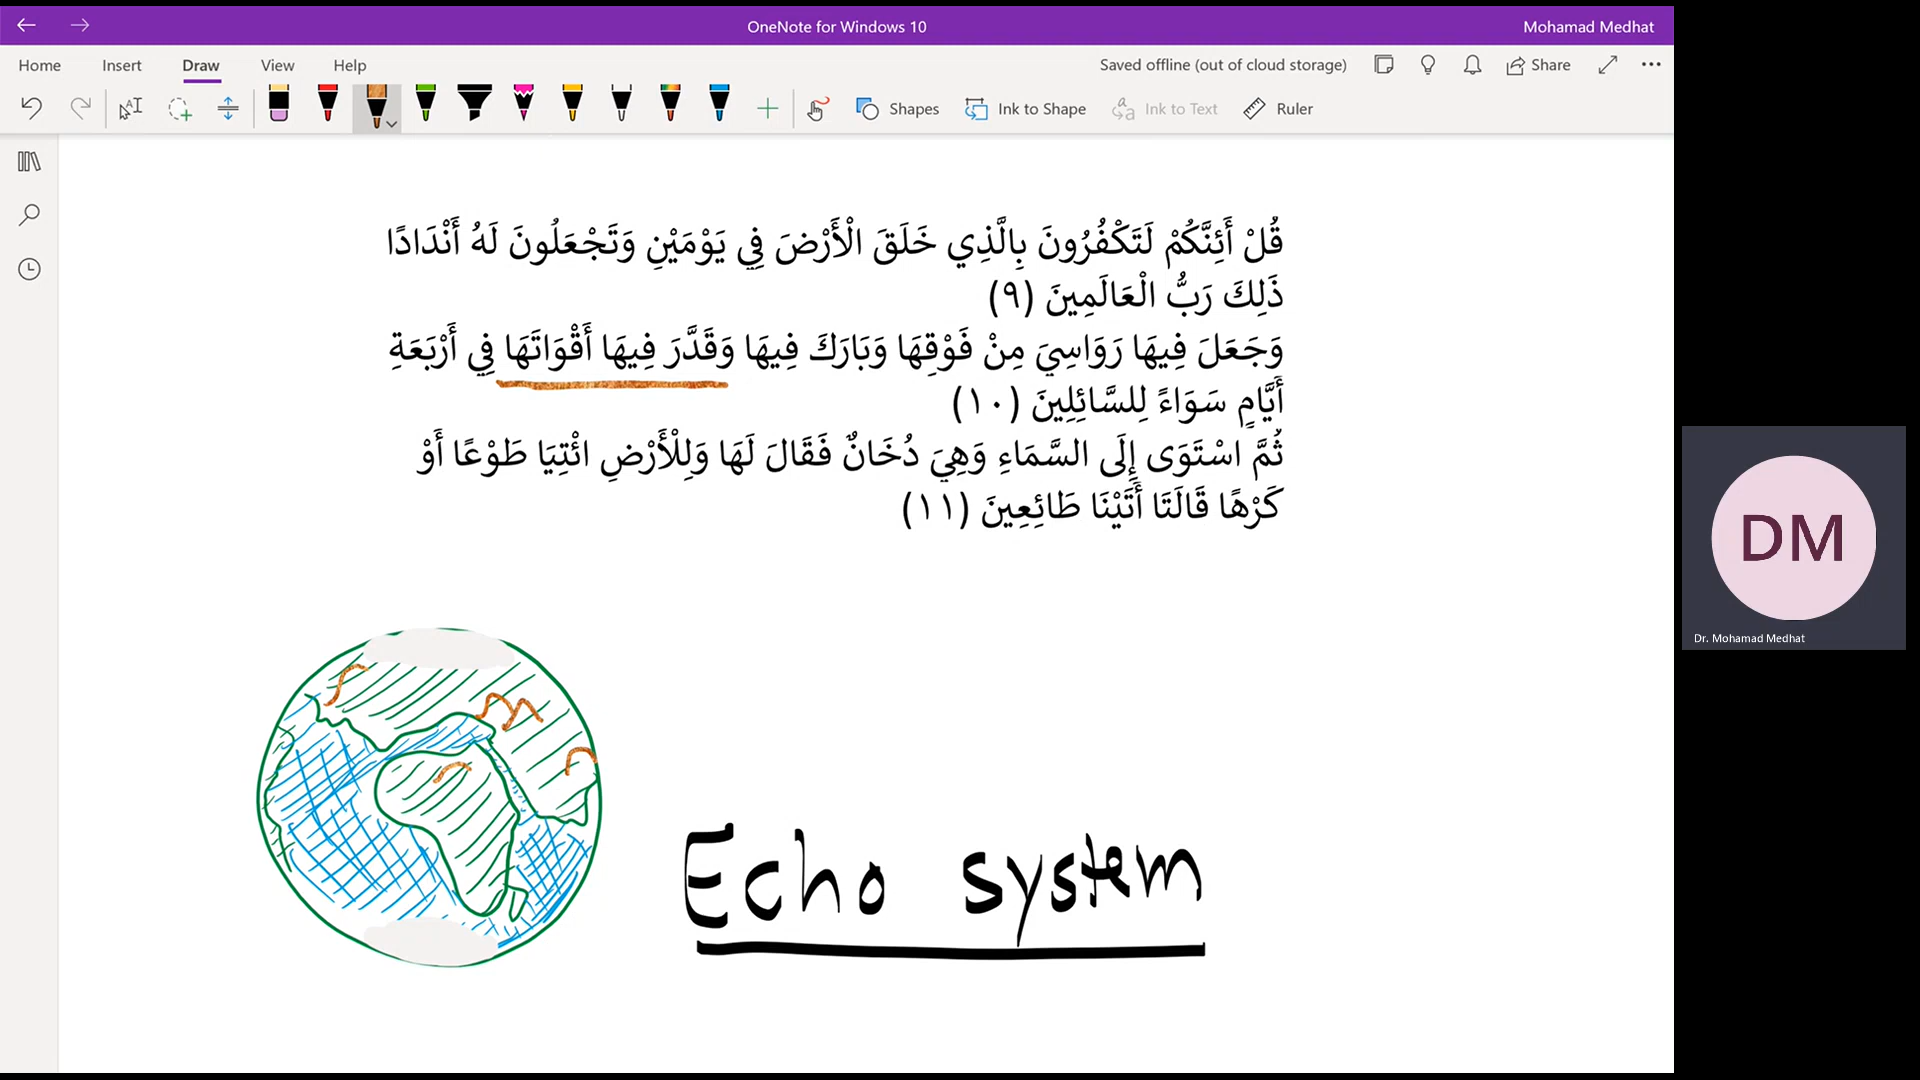 OneNote for Windows 10
Mohamad Medhat
Home Insert Draw View Help
Saved offline (out of cloud storage)
Share
Shapes
Ink to Shape
Ink to Text
Ruler
قُلْ أَئِنَّكُمْ لَتَكْفُرُونَ بِالَّذِي خَلَقَ الْأَرْضَ فِي يَوْمَيْنِ وَتَجْعَلُونَ لَهُ أَنْدَادًا
ذَلِكَ رَبُّ الْعَالَمِينَ (٩)
وَجَعَلَ فِيهَا رَوَاسِيَ مِنْ فَوْقِهَا وَبَارَكَ فِيهَا وَقَدَّرَ فِيهَا أَقْوَاتَهَا فِي أَرْبَعَةِ
أَيَّامٍ سَوَاءً لِلسَّائِلِينَ (١٠)
ثُمَّ اسْتَوَى إِلَى السَّمَاءِ وَهِيَ دُخَانٌ فَقَالَ لَهَا وَلِلْأَرْضِ ائْتِيَا طَوْعًا أَوْ
كَرْهًا قَالَتَا أَتَيْنَا طَائِعِينَ (١١)
Echo system
DM
Dr. Mohamad Medhat